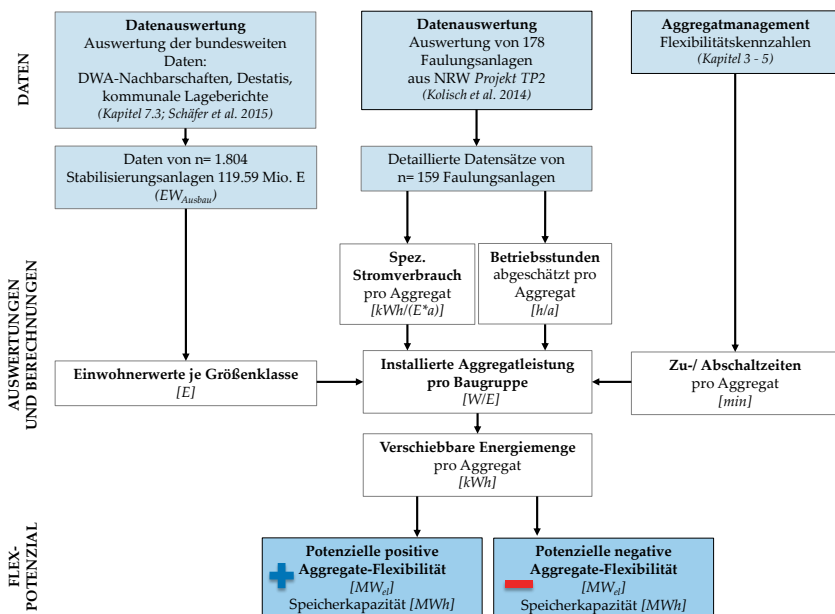 DATEN
Datenauswertung
Auswertung der bundesweiten
Daten:
DWA-Nachbarschaften, Destatis,
kommunale Lageberichte
(Kapitel 7.3; Schäfer et al. 2015)
Datenauswertung
Auswertung von 178
Faulungsanlagen
aus NRW Projekt TP2
(Kolisch et al. 2014)
Aggregatmanagement
Flexibilitätskennzahlen
(Kapitel 3 - 5)
Daten von n= 1.804
Stabilisierungsanlagen 119.59 Mio. E
(EWAusbau)
Detaillierte Datensätze von
n= 159 Faulungsanlagen
AUSWERTUNGEN
UND BERECHNUNGEN
Spez.
Stromverbrauch
pro Aggregat
[kWh/(E*a)]
Betriebsstunden
abgeschätzt pro
Aggregat
[h/a]
Einwohnerwerte je Größenklasse
[E]
Installierte Aggregatleistung
pro Baugruppe
[W/E]
Zu-/ Abschaltzeiten
pro Aggregat
[min]
Verschiebbare Energiemenge
pro Aggregat
[kWh]
FLEX-
POTENZIAL
Potenzielle positive
Aggregate-Flexibilität
[MWel]
Speicherkapazität [MWh]
Potenzielle negative
Aggregate-Flexibilität
[MWel]
Speicherkapazität [MWh]